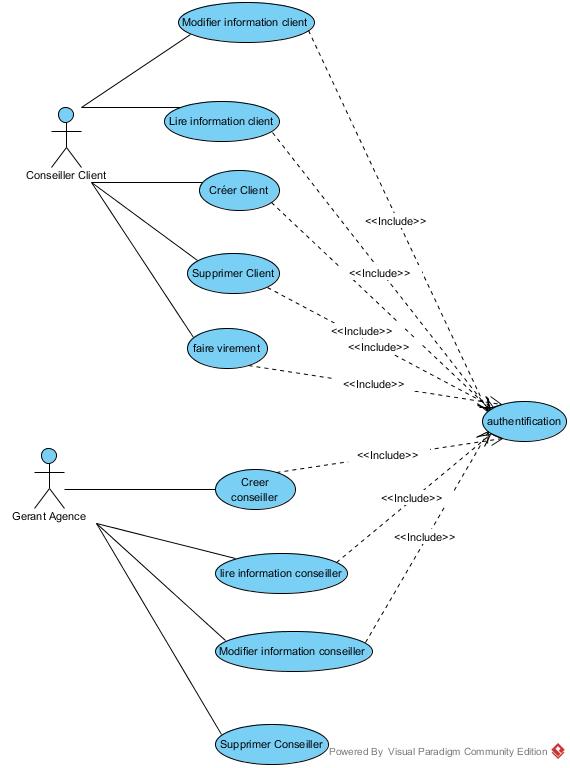 Modifier information client
Lire information client
Conseiller Client
Créer Client
<<Include>>
Supprimer Client
<<Include>>
<<Include>>
faire virement
<<Include>>
<<Include>>
authentification
<<Include>>
Creer
conseiller
Gerant Agence
<<Include>>
<<Include>>
lire information conseiller
Modifier information conseiller
Supprimer Conseiller
Powered By Visual Paradigm Community Edition